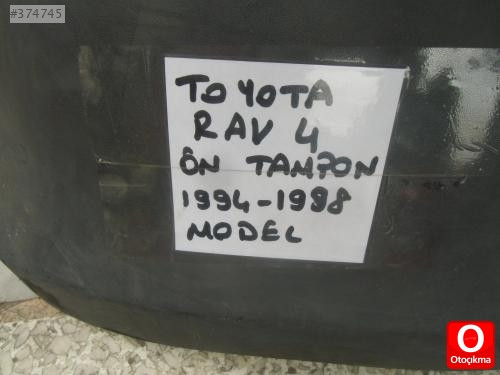 #374745
TOYOTA
RAV 4
ÖN TAMPON
1994-1998
MODEL
O
Otoçıkma